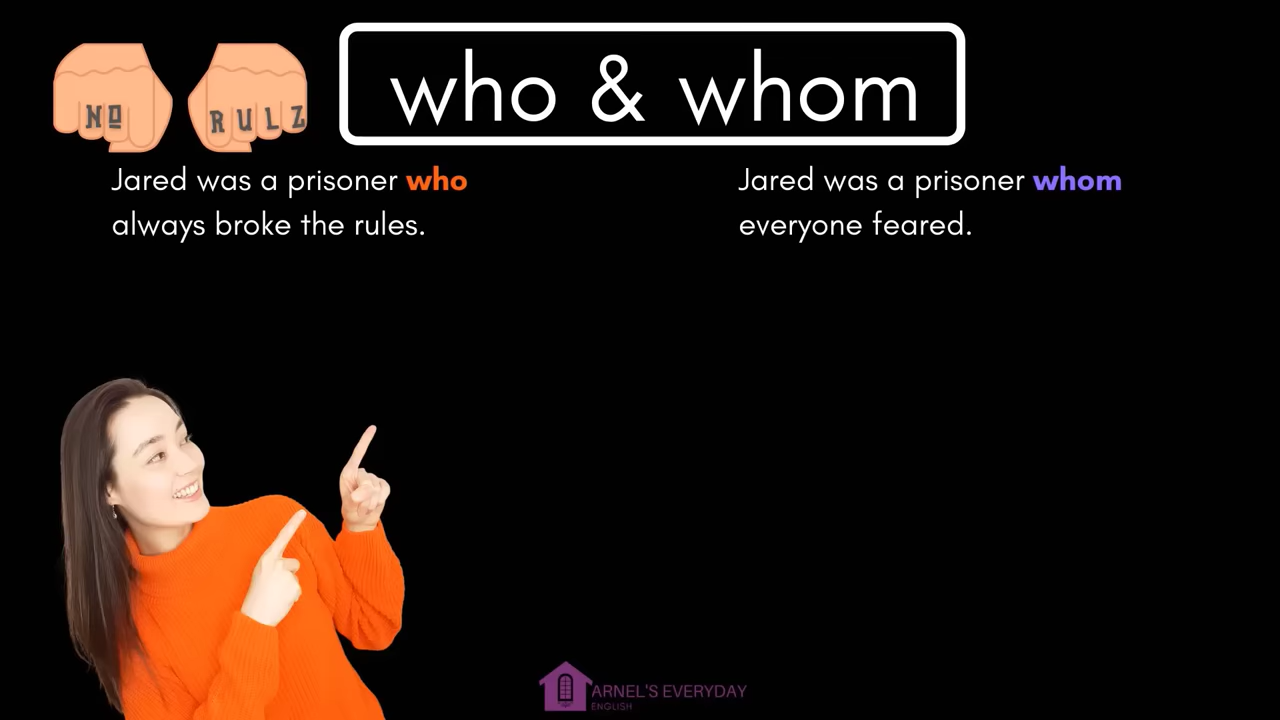 NO RULZ
who & whom
Jared was a prisoner who
always broke the rules.
Jared was a prisoner whom
everyone feared.
ARNEL'S EVERYDAY
ENGLISH